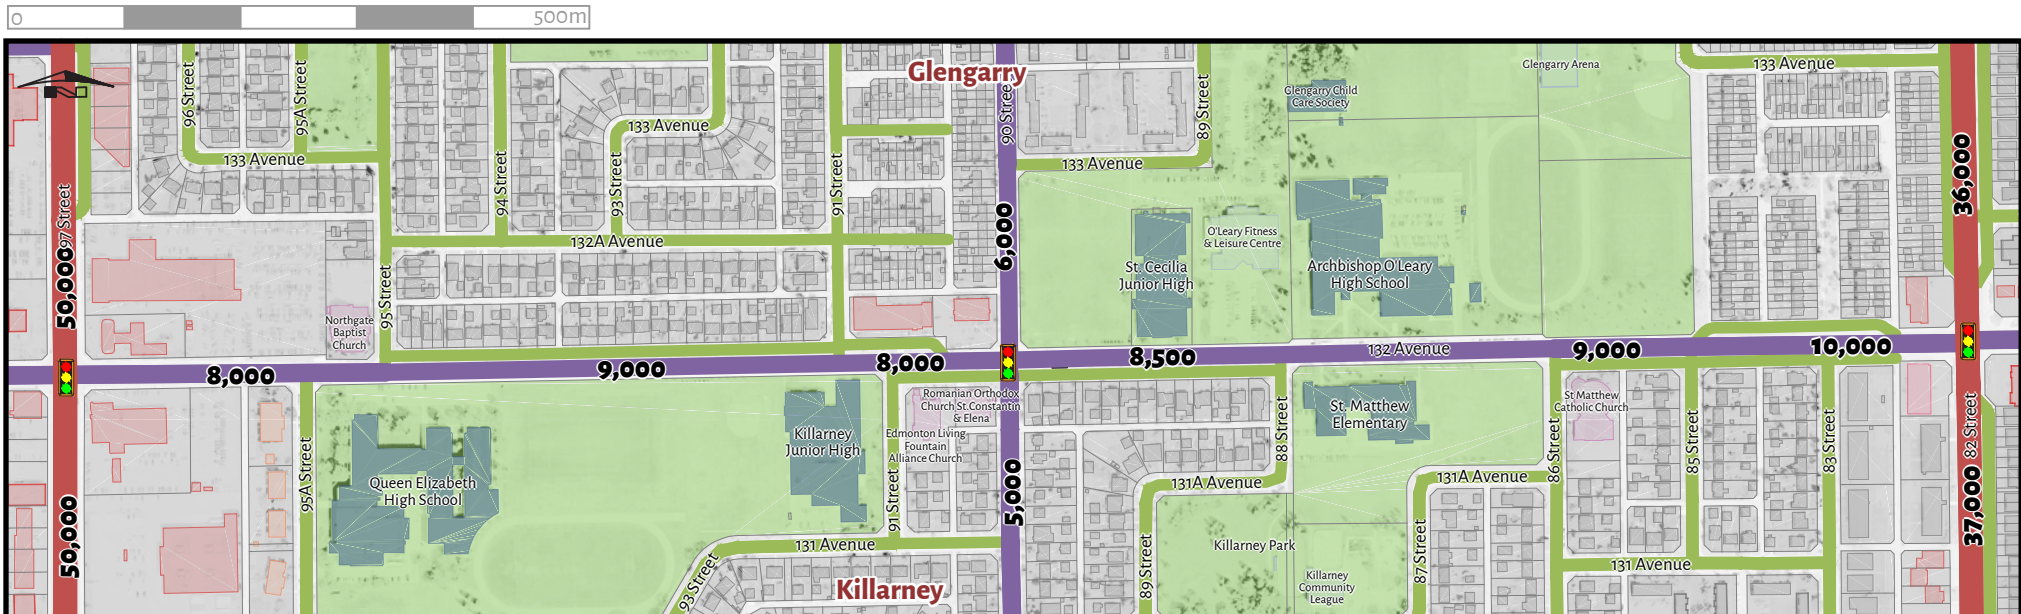 0
500m
Glengarry
96 Street
95A Street
133 Avenue
94 Street
93 Street
133 Avenue
91 Street
90 Street
89 Street
133 Avenue
Glengarry Child
Care Society
Glengarry Arena
133 Avenue
36,000
97 Street
50,000
132A Avenue
95 Street
6,000
St. Cecilia
Junior High
O'Leary Fitness
& Leisure Centre
Archbishop O'Leary
High School
Northgate
Baptist
Church
8,000
9,000
8,000
8,500
132 Avenue
9,000
10,000
50,000
95A Street
Queen Elizabeth
High School
Killarney
Junior High
Romanian Orthodox
Church St.Constantin
& Elena
Edmonton Living
Fountain
Alliance Church
91 Street
5,000
88 Street
St. Matthew
Elementary
St Matthew
Catholic Church
86 Street
85 Street
83 Street
82 Street
37,000
131A Avenue
131A Avenue
131 Avenue
93 Street
Killarney
89 Street
Killarney Park
Killarney
Community
League
87 Street
131 Avenue